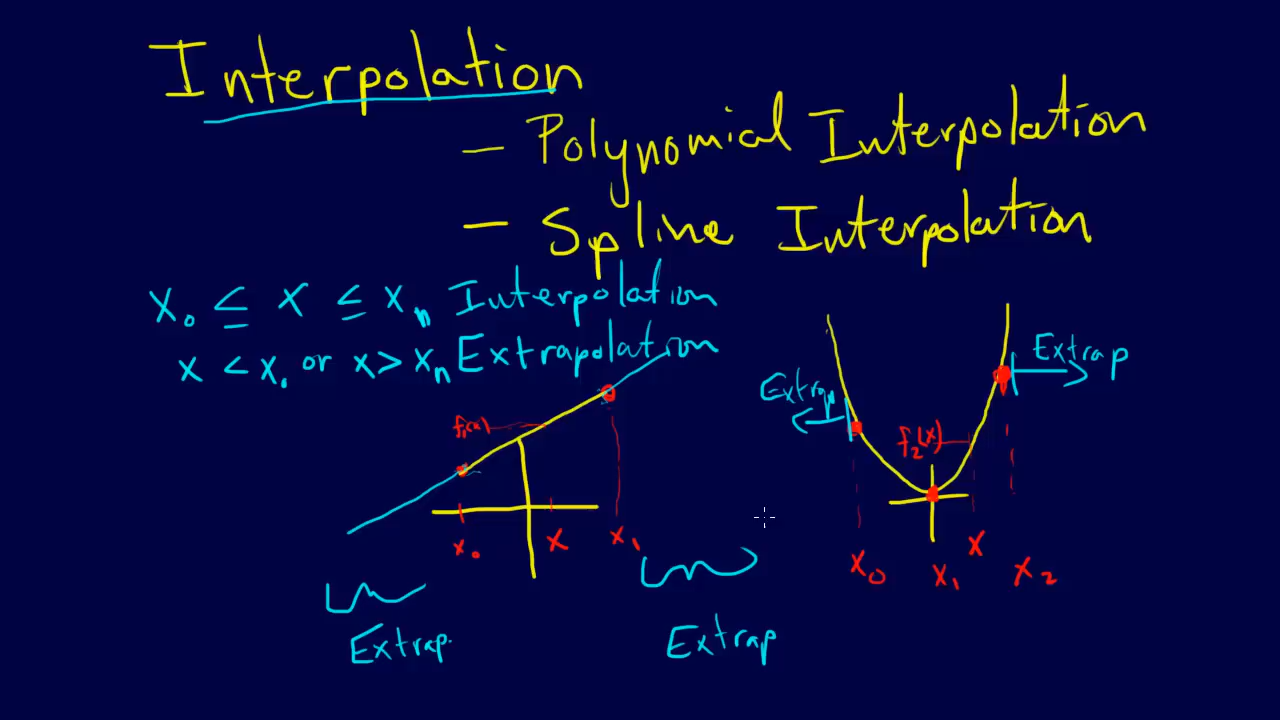 Interpolation
- Polynomial Interpolation
- Spline Interpolation
x₀ ≤ x ≤ xₙ Interpolation
x < x₀ or x > xₙ Extrapolation
Extrap
Extrap
f₁(x)
f₂(x)
x₀ x x₁
x₀ x₁ x x₂
Extrap. Extrap